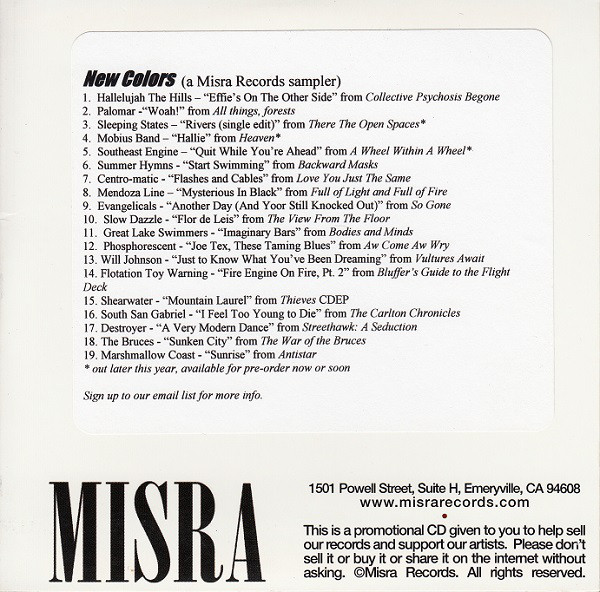 New Colors (a Misra Records sampler)
1. Hallelujah The Hills – “Effie's On The Other Side” from Collective Psychosis Begone
2. Palomar -“Woah!” from All things, forests
3. Sleeping States - “Rivers (single edit)” from There The Open Spaces*
4. Mobius Band – “Hallie” from Heaven*
5. Southeast Engine – “Quit While You're Ahead” from A Wheel Within A Wheel*
6. Summer Hymns - “Start Swimming” from Backward Masks
7. Centro-matic - “Flashes and Cables” from Love You Just The Same
8. Mendoza Line – “Mysterious In Black” from Full of Light and Full of Fire
9. Evangelicals - “Another Day (And Yoor Still Knocked Out)” from So Gone
10. Slow Dazzle - “Flor de Leis” from The View From The Floor
11. Great Lake Swimmers - “Imaginary Bars” from Bodies and Minds
12. Phosphorescent - “Joe Tex, These Taming Blues” from Aw Come Aw Wry
13. Will Johnson - “Just to Know What You've Been Dreaming” from Vultures Await
14. Flotation Toy Warning - “Fire Engine On Fire, Pt. 2” from Bluffer's Guide to the Flight
Deck
15. Shearwater - “Mountain Laurel” from Thieves CDEP
16. South San Gabriel - “I Feel Too Young to Die” from The Carlton Chronicles
17. Destroyer - “A Very Modern Dance” from Streethawk: A Seduction
18. The Bruces - “Sunken City” from The War of the Bruces
19. Marshmallow Coast - “Sunrise” from Antistar
* out later this year, available for pre-order now or soon
Sign up to our email list for more info.
MISRA
1501 Powell Street, Suite H, Emeryville, CA 94608
www.misrarecords.com
This is a promotional CD given to you to help sell
our records and support our artists. Please don't
sell it or buy it or share it on the internet without
asking. ©Misra Records. All rights reserved.